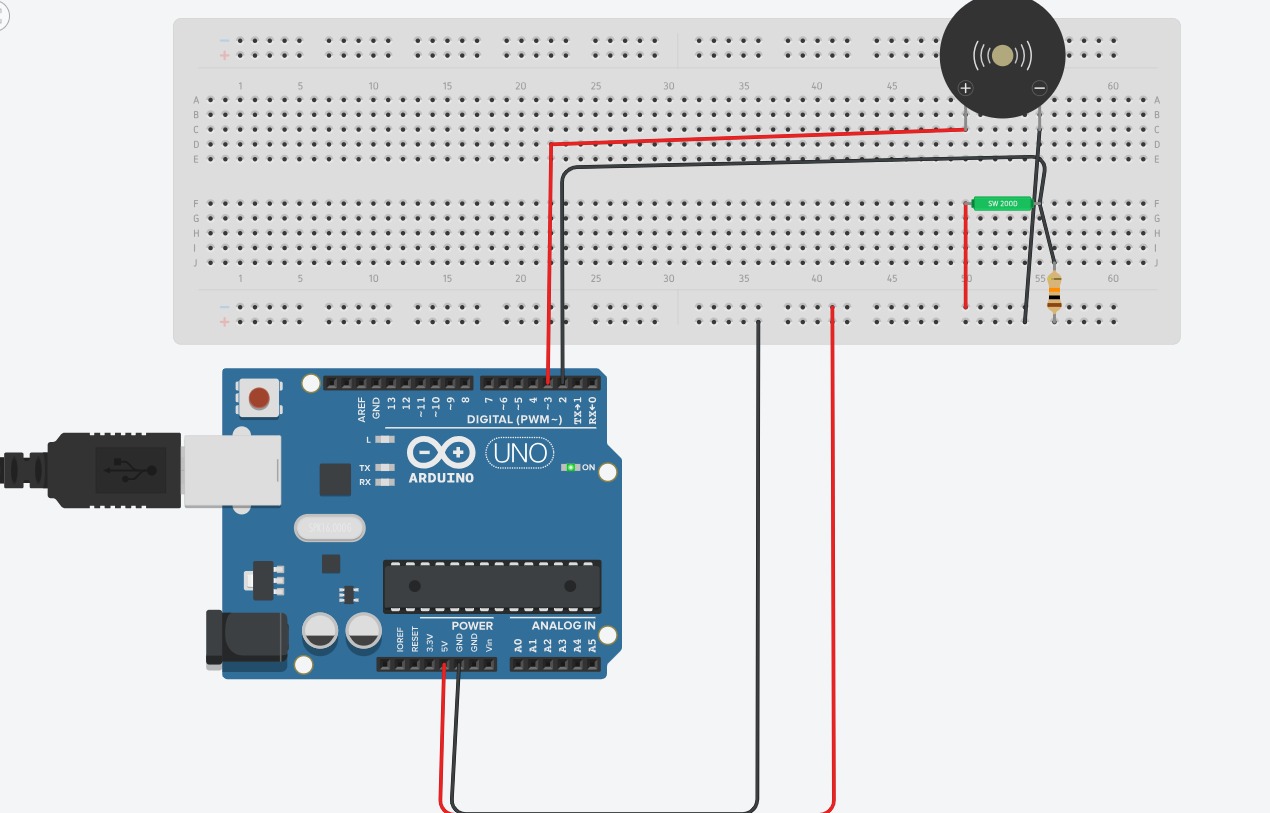 − 
+
1 5 10 15 20 25 30 35 40 45 60
A A
B B
C C
D D
E E
+ −
F SW 200D F
G G
H H
I I
J J
1 5 10 15 20 25 30 35 40 45 50 55 60
−
+
AREF GND 13 12 ~11 ~10 ~9 8 7 ~6 ~5 4 ~3 2 TX→1 RX←0
DIGITAL (PWM~)
L
TX
RX
UNO
ON
ARDUINO
POWER ANALOG IN
IOREF RESET 3.3V 5V GND GND Vin A0 A1 A2 A3 A4 A5